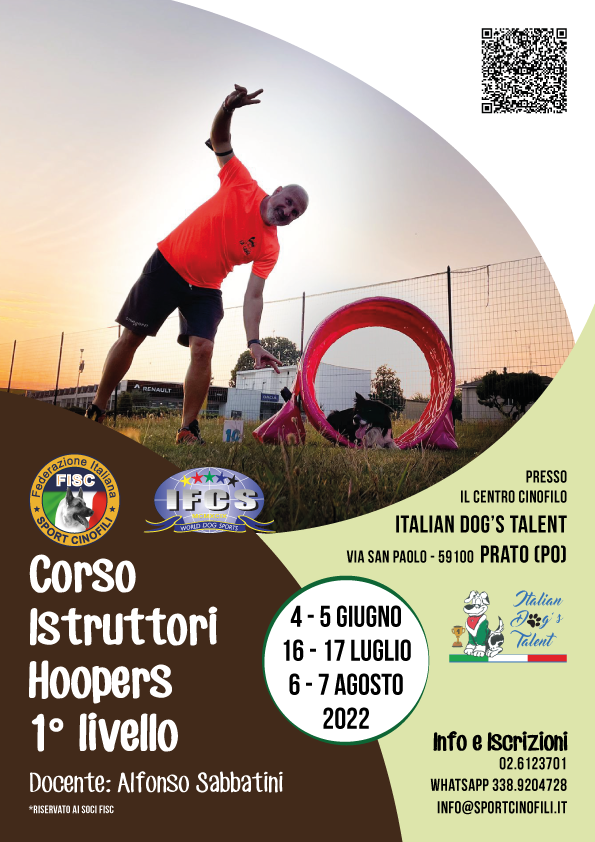 RENAULT
10
Federazione Italiana
FISC
SPORT CINOFILI
IFCS
WORLD DOG SPORTS
PRESSO
IL CENTRO CINOFILO
ITALIAN DOG'S TALENT
VIA SAN PAOLO - 59100 PRATO (PO)
Corso
Istruttori
Hoopers
1° livello
Docente: Alfonso Sabbatini
*RISERVATO AI SOCI FISC
4 - 5 GIUGNO
16 - 17 LUGLIO
6 - 7 AGOSTO
2022
Italian
Dog's
Talent
Info e Iscrizioni
02.6123701
WHATSAPP 338.9204728
INFO@SPORTCINOFILI.IT